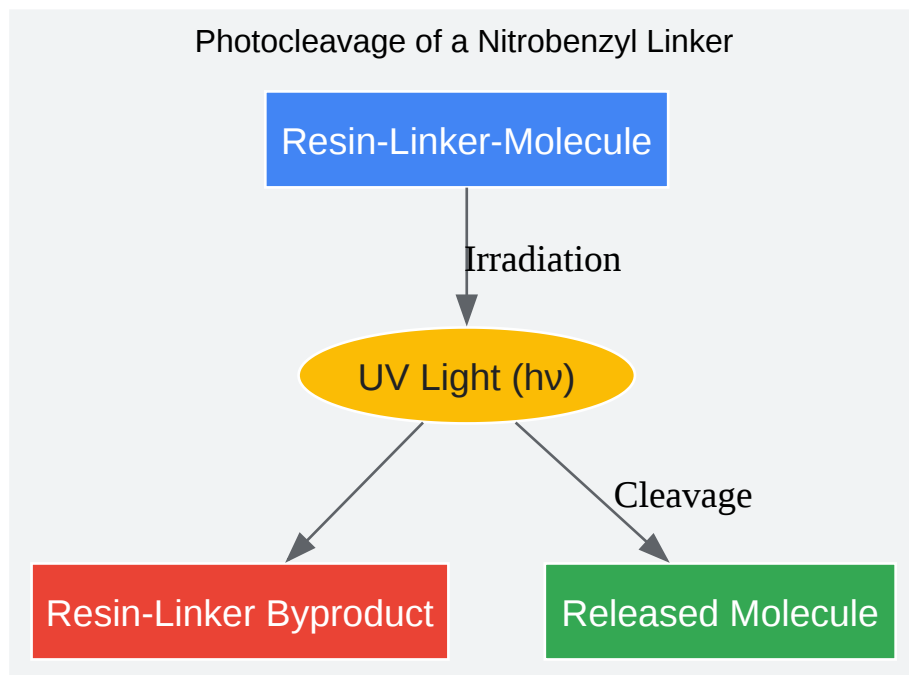 Photocleavage of a Nitrobenzyl Linker
Resin-Linker-Molecule
Irradiation
UV Light (hν)
Cleavage
Resin-Linker Byproduct
Released Molecule